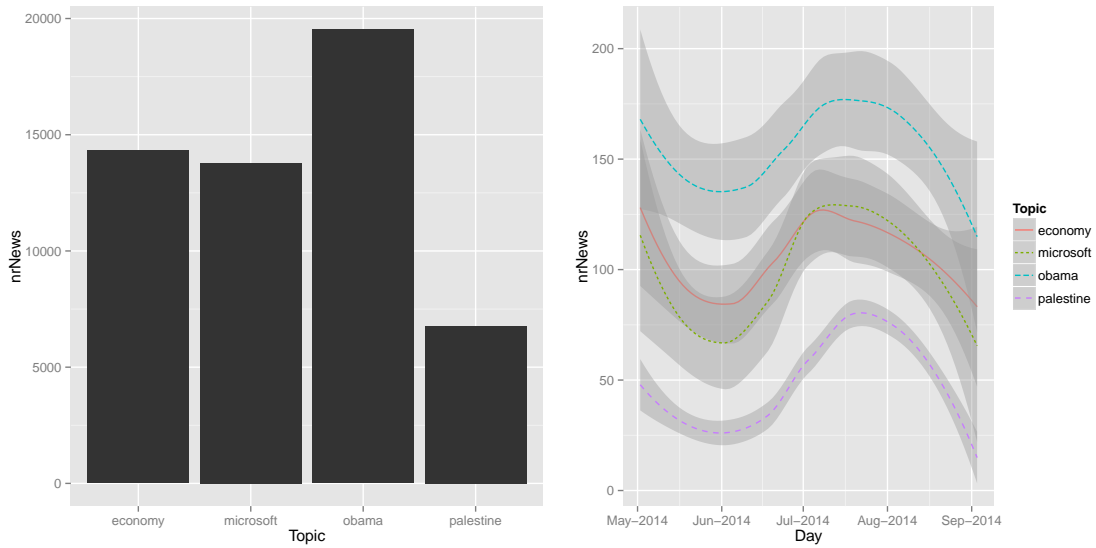 20000
15000
10000
5000
0
nrNews
economy microsoft obama palestine
Topic
200
150
100
50
0
nrNews
May–2014 Jun–2014 Jul–2014 Aug–2014 Sep–2014
Day
Topic
economy
microsoft
obama
palestine